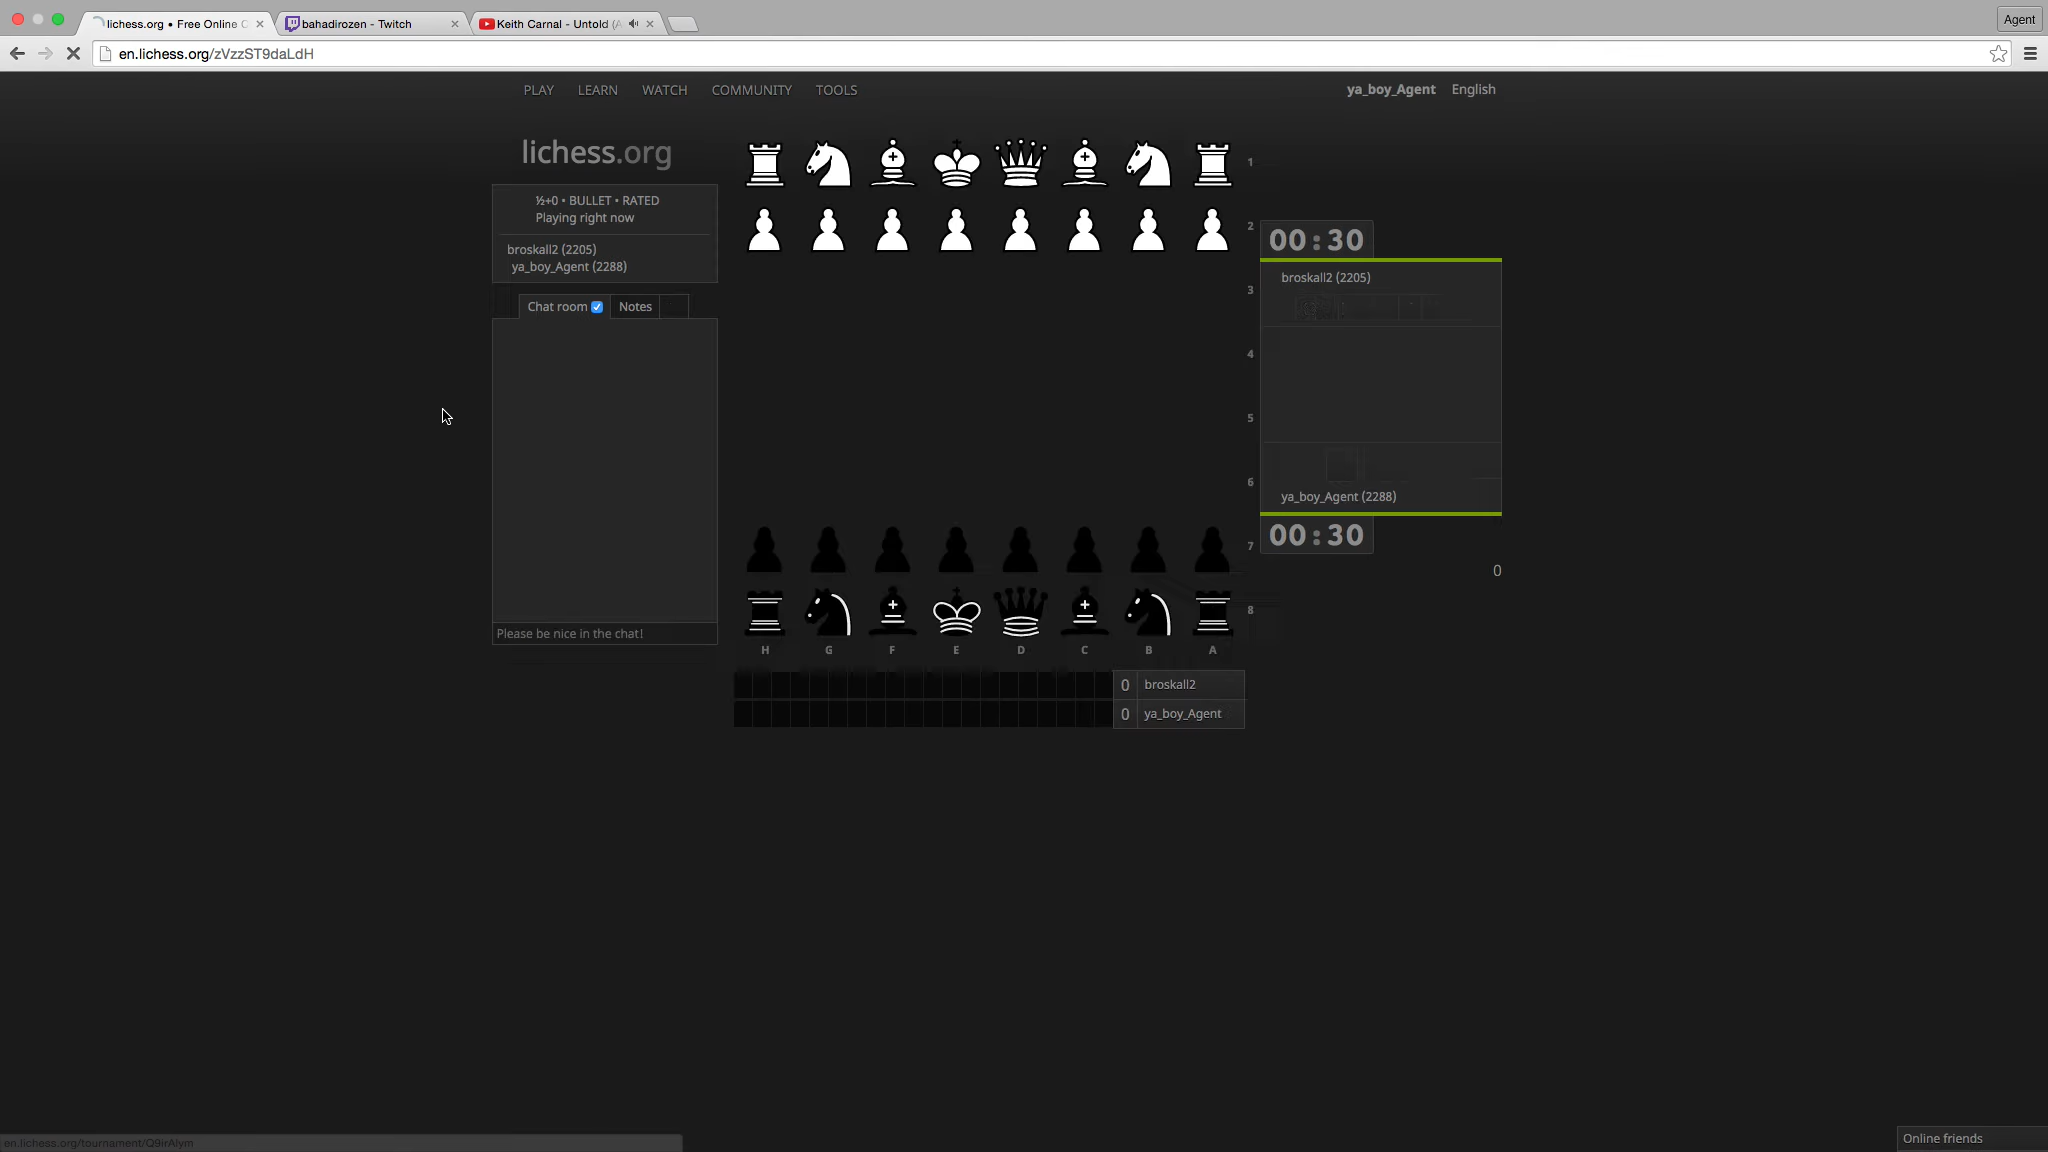 lichess.org • Free Online C
bahadirozen - Twitch
Keith Carnal - Untold (A
Agent
en.lichess.org/zVzzST9daLdH
PLAY LEARN WATCH COMMUNITY TOOLS
ya_boy_Agent English
lichess.org
½+0 • BULLET • RATED
Playing right now
broskall2 (2205)
ya_boy_Agent (2288)
Chat room Notes
Please be nice in the chat!
1
2
3
4
5
6
7
8
H G F E D C B A
00:30
broskall2 (2205)
ya_boy_Agent (2288)
00:30
0
0 broskall2
0 ya_boy_Agent
en.lichess.org/tournament/Q9irAlym
Online friends